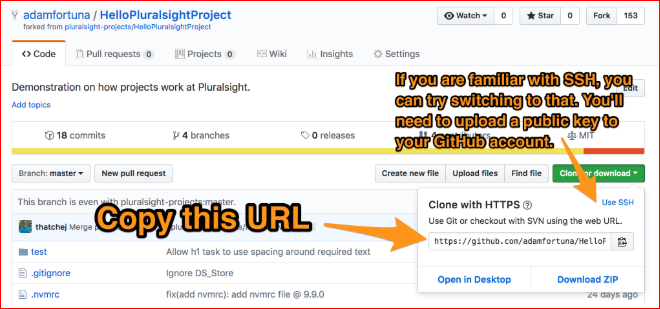 adamfortuna / HelloPluralsightProject
forked from pluralsight-projects/HelloPluralsightProject
Watch 0 Star 0 Fork 153
Code Pull requests 0 Projects 0 Wiki Insights Settings
Demonstration on how projects work at Pluralsight.
Edit
Add topics
If you are familiar with SSH, you
can try switching to that. You'll
need to upload a public key to
your GitHub account.
18 commits 4 branches 0 releases MIT
Branch: master New pull request Create new file Upload files Find file Clone or download
This branch is even with pluralsight-projects:master.
Copy this URL
Clone with HTTPS Use SSH
Use Git or checkout with SVN using the web URL.
https://github.com/adamfortuna/HelloP
Open in Desktop Download ZIP
thatchej Merge
test Allow h1 task to use spacing around required text
.gitignore Ignore DS_Store
.nvmrc fix(add nvmrc): add nvmrc file @ 9.9.0 24 days ago